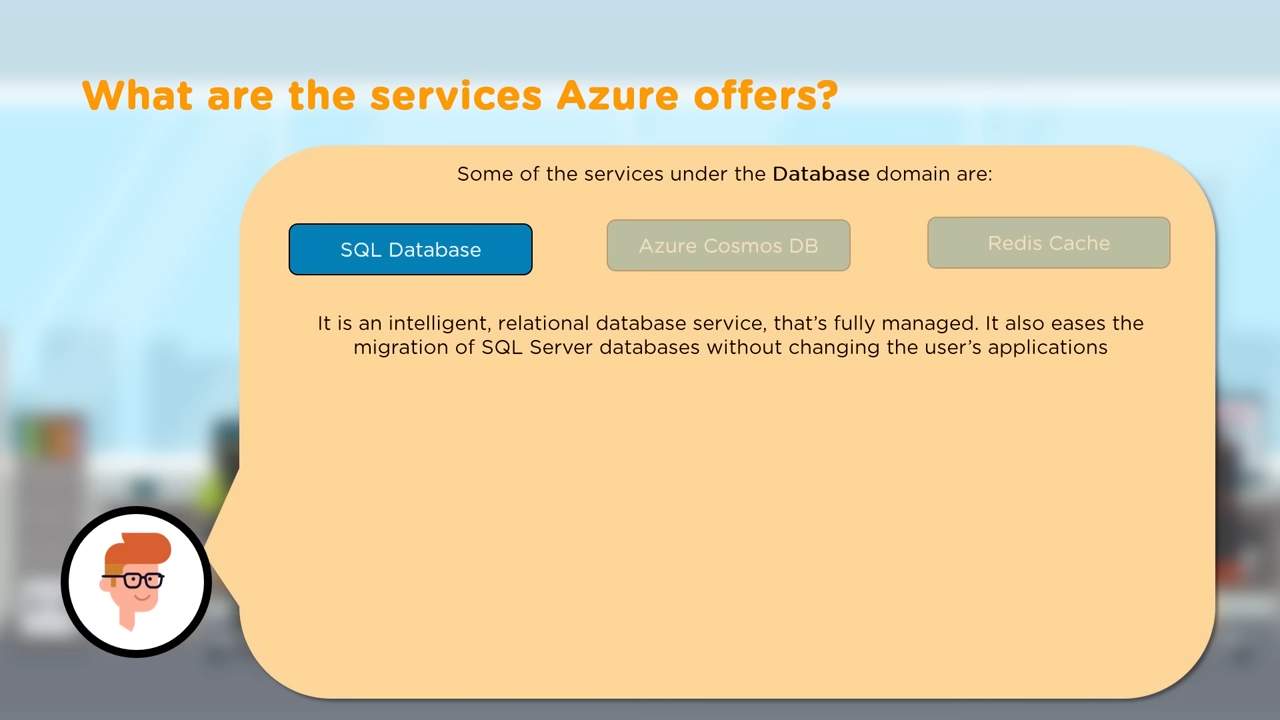 What are the services Azure offers?
Some of the services under the Database domain are:
SQL Database
Azure Cosmos DB
Redis Cache
It is an intelligent, relational database service, that’s fully managed. It also eases the
migration of SQL Server databases without changing the user’s applications